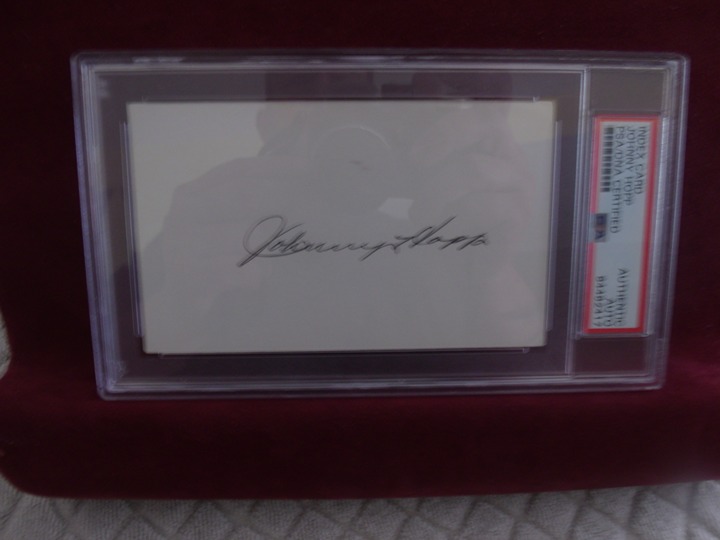 Johnny Hopp
INDEX CARD
JOHNNY HOPP
PSA/DNA CERTIFIED
AUTHENTIC
AUTO